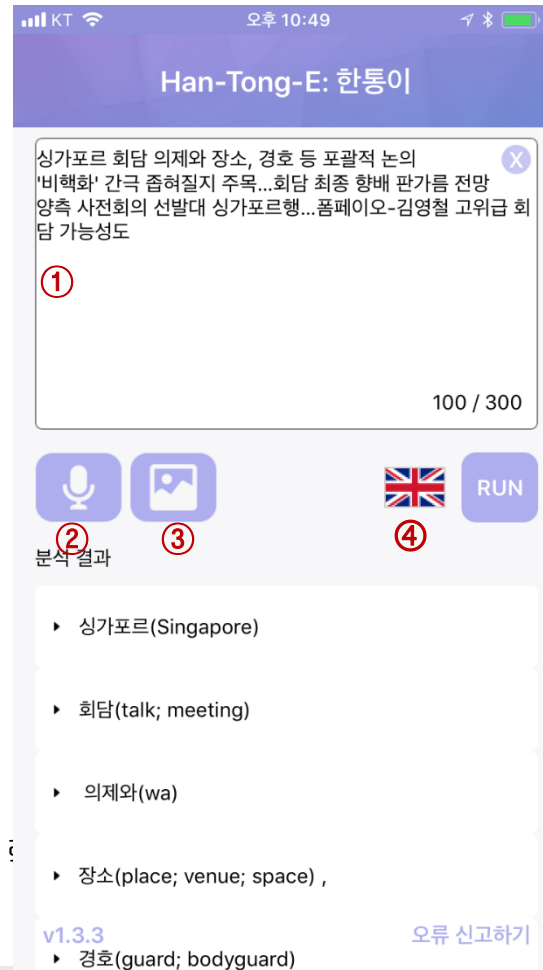 KT 오후 10:49
Han-Tong-E: 한통이
싱가포르 회담 의제와 장소, 경호 등 포괄적 논의 X
'비핵화' 간극 좁혀질지 주목...회담 최종 향배 판가름 전망
양측 사전회의 선발대 싱가포르행...폼페이오-김영철 고위급 회
담 가능성도
①
100 / 300
RUN
② ③ ④
분석 결과
싱가포르(Singapore)
회담(talk; meeting)
의제와(wa)
장소(place; venue; space) ,
v1.3.3 오류 신고하기
경호(guard; bodyguard)